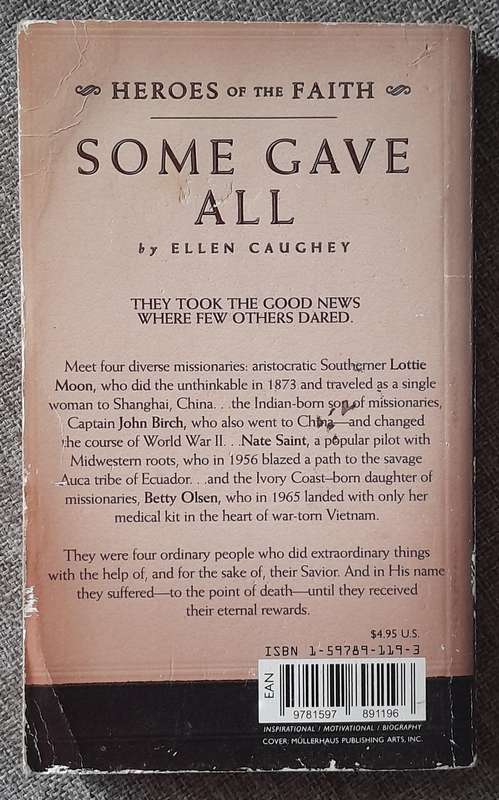 HEROES OF THE FAITH
SOME GAVE
ALL
by ELLEN CAUGHEY
THEY TOOK THE GOOD NEWS
WHERE FEW OTHERS DARED.
Meet four diverse missionaries: aristocratic Southerner Lottie
Moon, who did the unthinkable in 1873 and traveled as a single
woman to Shanghai, China. . .the Indian-born son of missionaries,
Captain John Birch, who also went to China—and changed
the course of World War II. . .Nate Saint, a popular pilot with
Midwestern roots, who in 1956 blazed a path to the savage
Auca tribe of Ecuador. . .and the Ivory Coast–born daughter of
missionaries, Betty Olsen, who in 1965 landed with only her
medical kit in the heart of war-torn Vietnam.
They were four ordinary people who did extraordinary things
with the help of, and for the sake of, their Savior. And in His name
they suffered—to the point of death—until they received
their eternal rewards.
$4.95 U.S.
ISBN 1-59789-119-3
EAN
9781597 891196
INSPIRATIONAL / MOTIVATIONAL / BIOGRAPHY
COVER: MÜLLERHAUS PUBLISHING ARTS, INC.